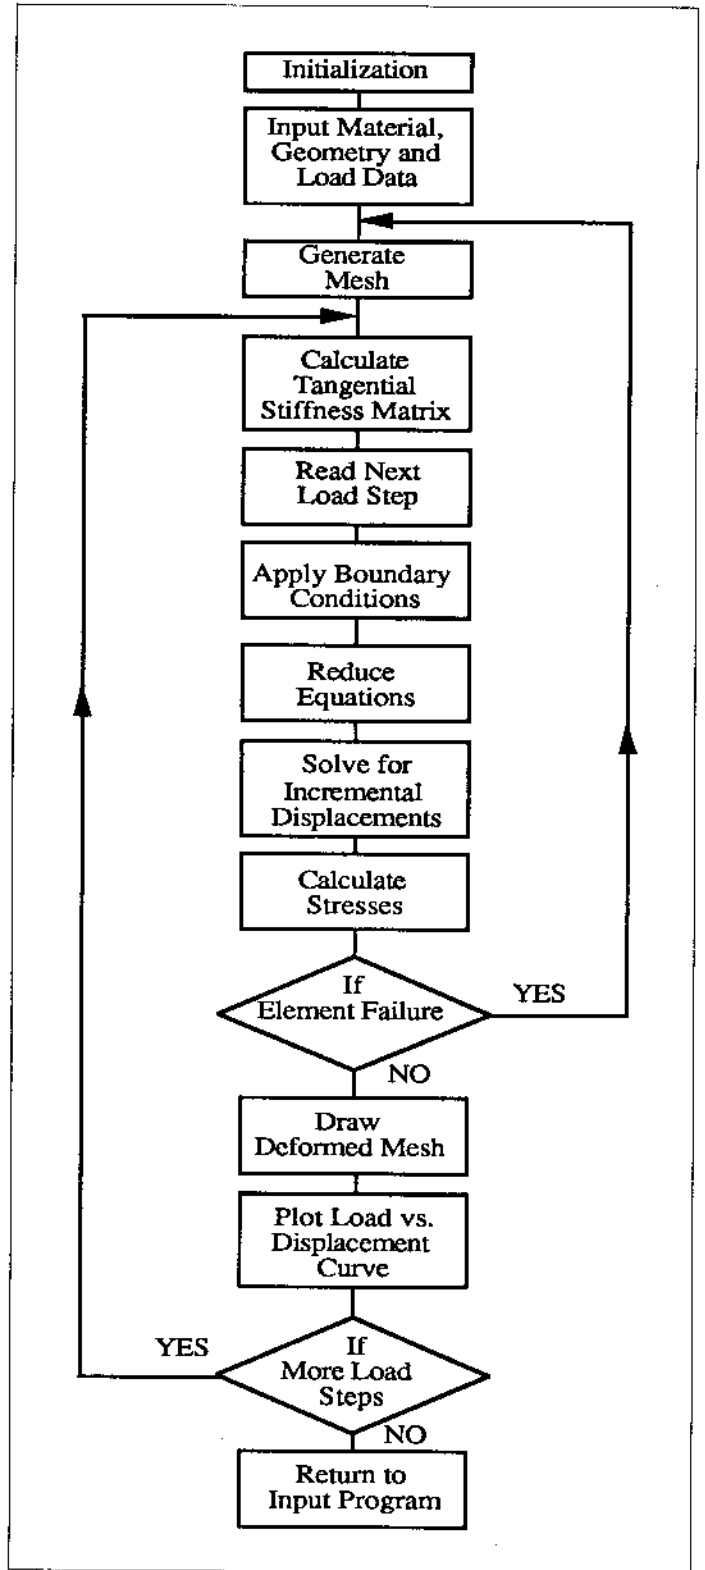 Initialization
Input Material,
Geometry and
Load Data
Generate
Mesh
Calculate
Tangential
Stiffness Matrix
Read Next
Load Step
Apply Boundary
Conditions
Reduce
Equations
Solve for
Incremental
Displacements
Calculate
Stresses
If
Element Failure
YES
NO
Draw
Deformed Mesh
Plot Load vs.
Displacement
Curve
YES
If
More Load
Steps
NO
Return to
Input Program